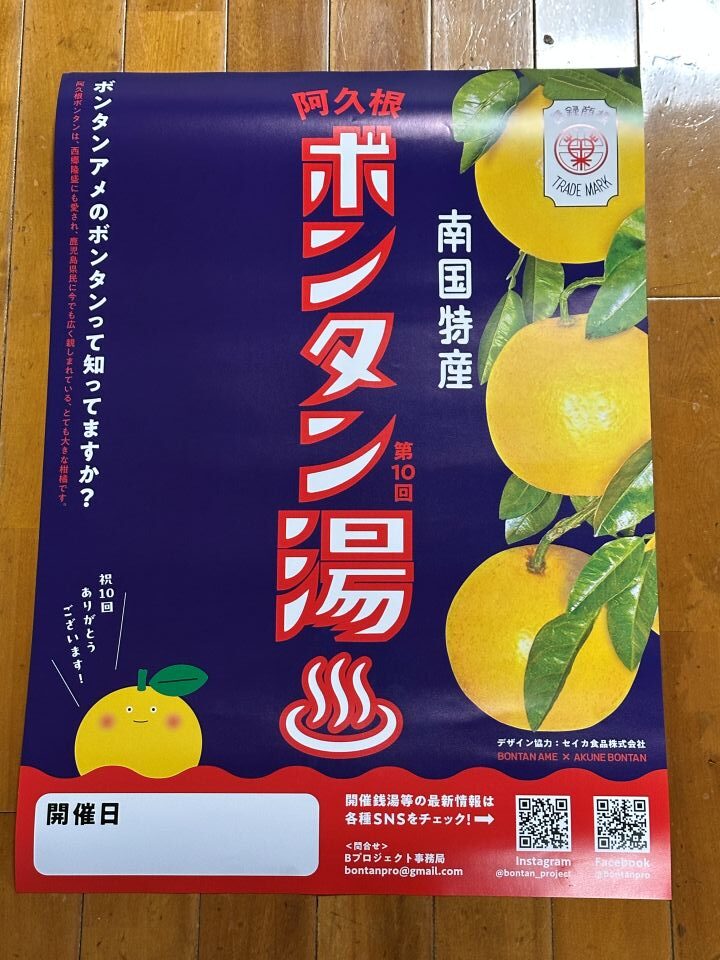 阿久根
ボンタン湯
第10回
南国特産
TRADE MARK
ボンタンアメのボンタンって知ってますか?
阿久根ボンタンは、西郷隆盛にも愛され、鹿児島県民に今でも広く親しまれている、とても大きな柑橘です。
祝10回
ありがとう
ございます!
デザイン協力:セイカ食品株式会社
BONTAN AME × AKUNE BONTAN
開催日
開催銭湯等の最新情報は
各種SNSをチェック!➞
<問合せ>
Bプロジェクト事務局
bontanpro@gmail.com
Instagram
@bontan_project
Facebook
@bontanpro